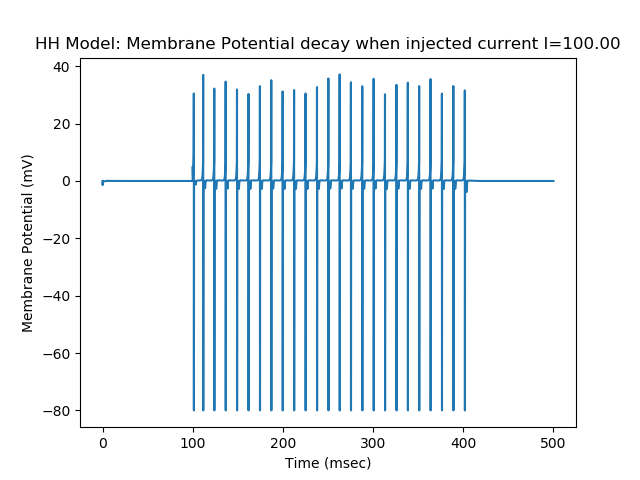 HH Model: Membrane Potential decay when injected current I=100.00
40
20
0
−20
−40
−60
−80
Membrane Potential (mV)
0 100 200 300 400 500
Time (msec)